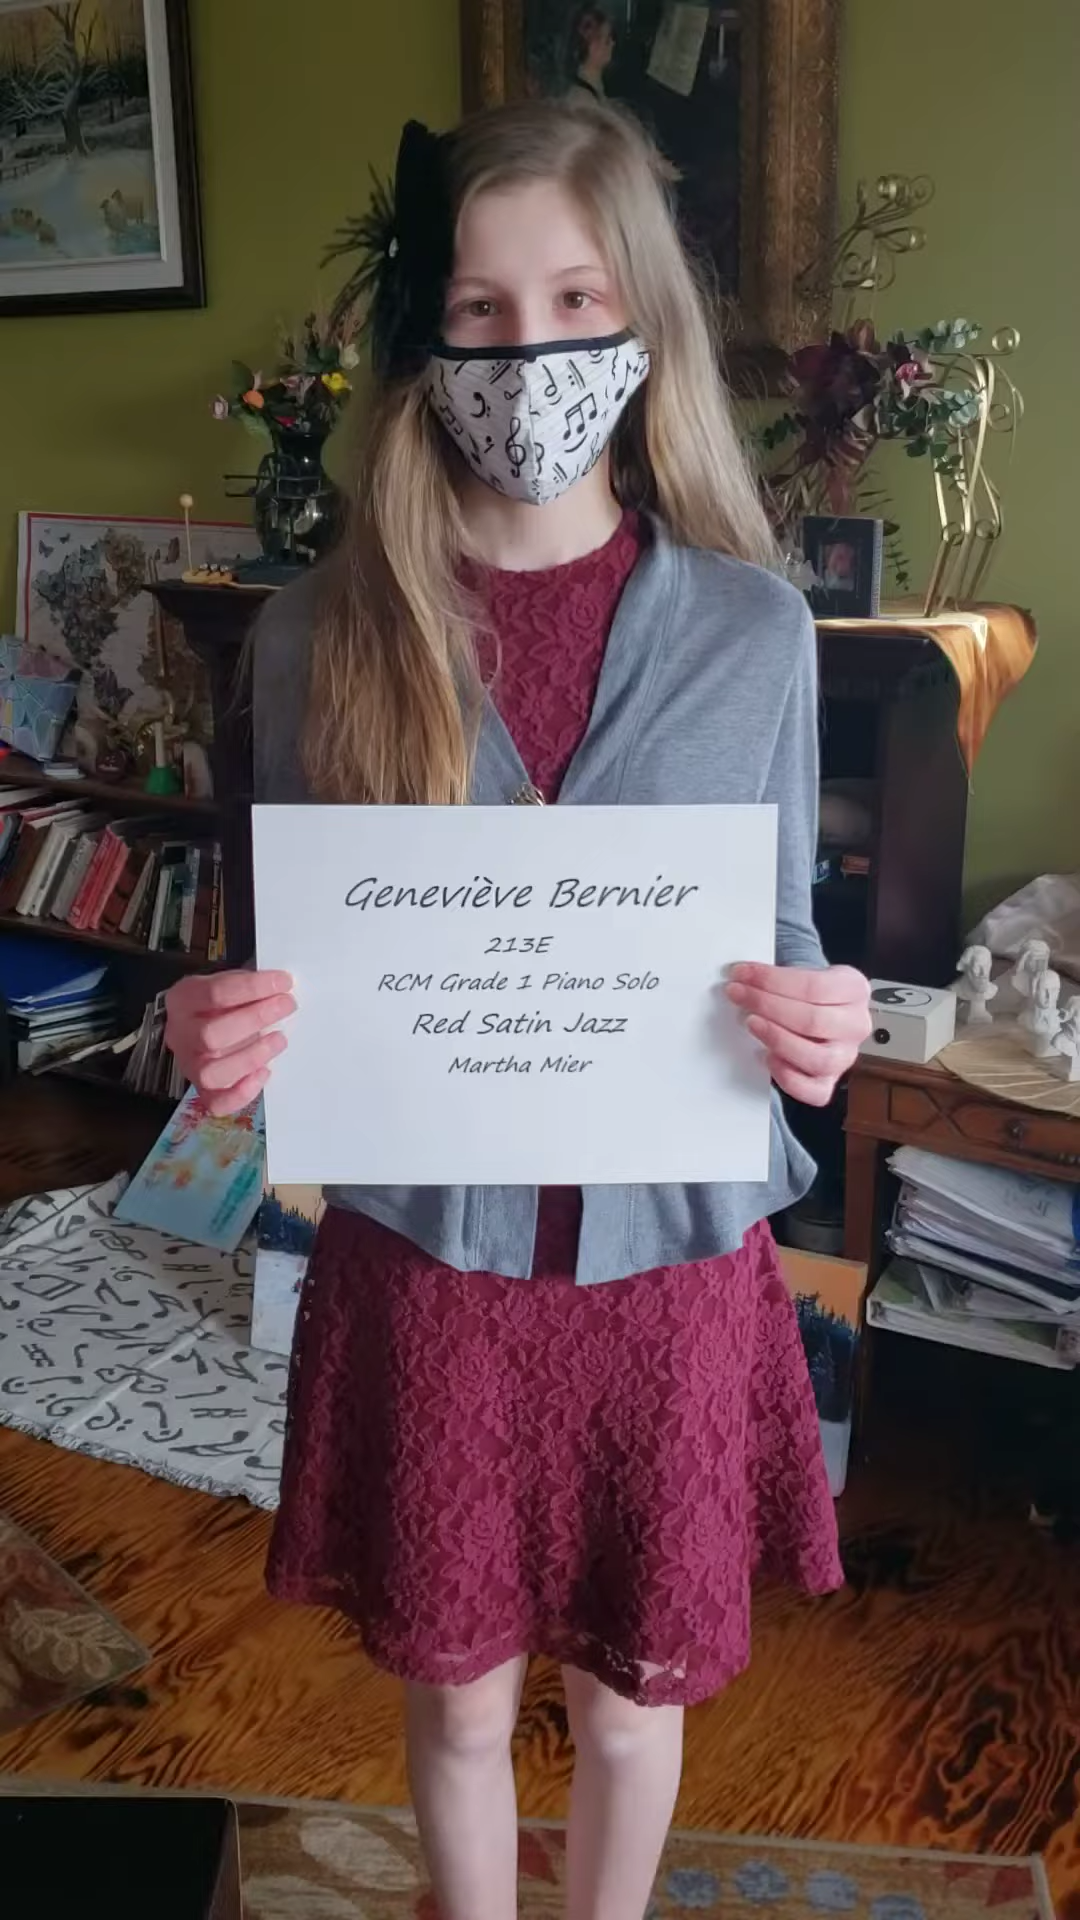 Geneviève Bernier
213E
RCM Grade 1 Piano Solo
Red Satin Jazz
Martha Mier